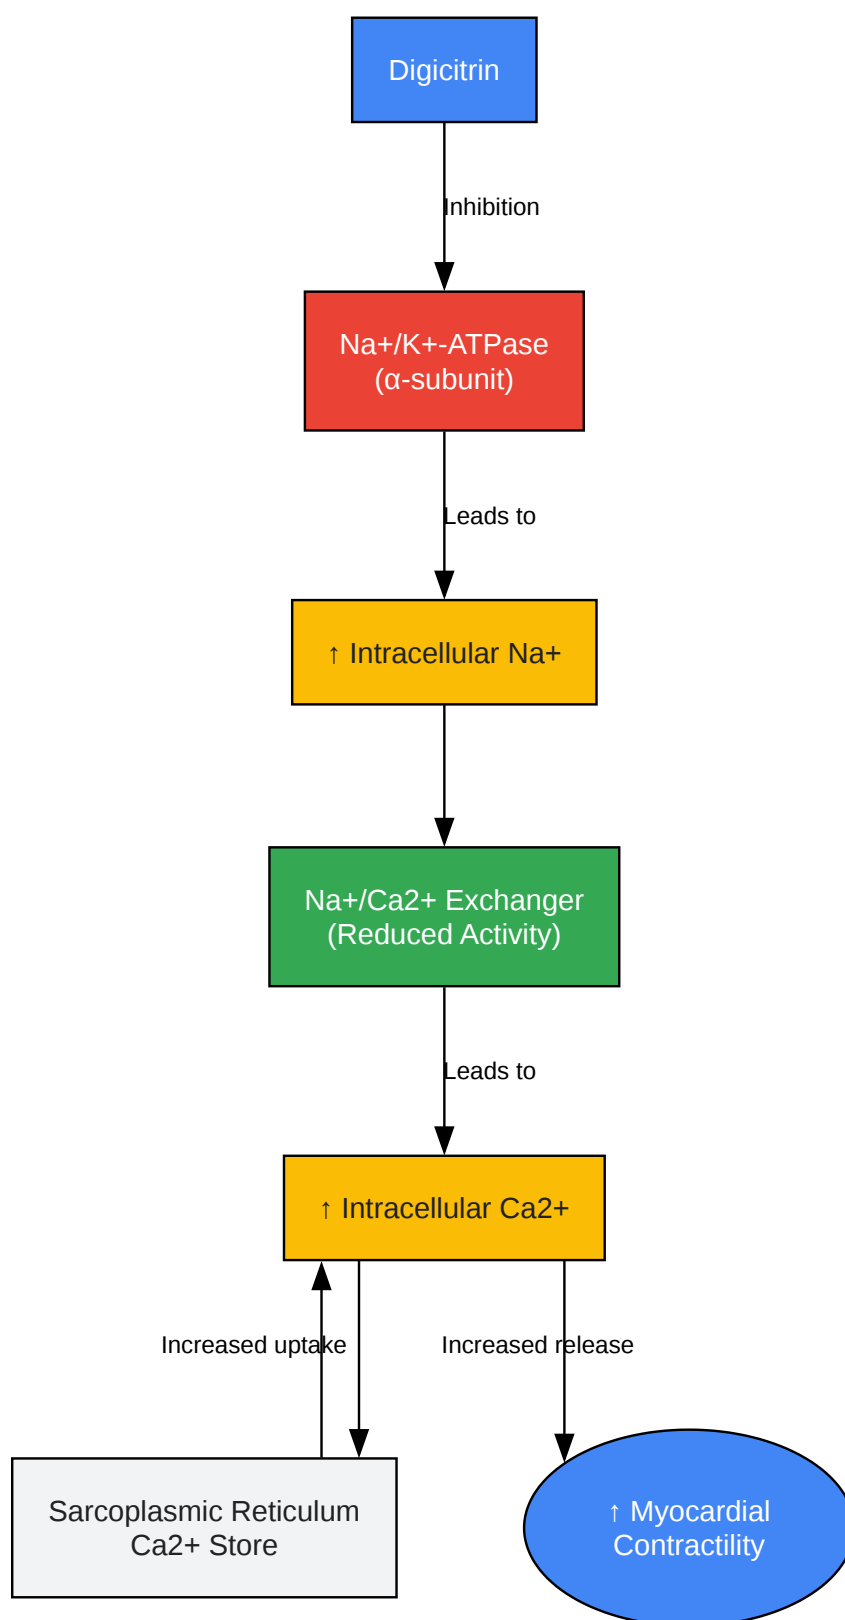 Digicitrin
Inhibition
Na+/K+-ATPase
(α-subunit)
Leads to
↑ Intracellular Na+
Na+/Ca2+ Exchanger
(Reduced Activity)
Leads to
↑ Intracellular Ca2+
Increased uptake
Increased release
Sarcoplasmic Reticulum
Ca2+ Store
↑ Myocardial
Contractility